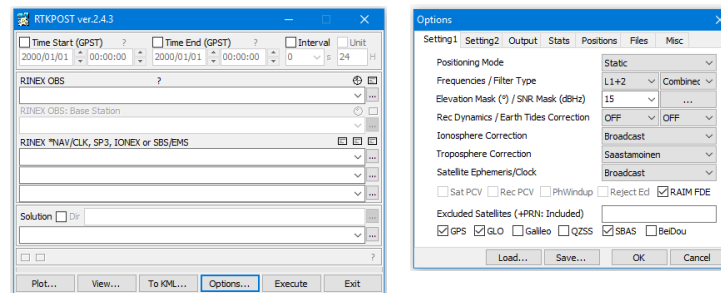 RTKPOST ver.2.4.3
Time Start (GPST) ? Time End (GPST) ? Interval Unit
2000/01/01 00:00:00 2000/01/01 00:00:00 0 s 24 H
RINEX OBS ?
...
RINEX OBS: Base Station
...
RINEX *NAV/CLK, SP3, IONEX or SBS/EMS
...
...
...
Solution Dir ...
...
?
Plot... View... To KML... Options... Execute Exit
Options
Setting1 Setting2 Output Stats Positions Files Misc
Positioning Mode Static
Frequencies / Filter Type L1+2 Combinec
Elevation Mask (°) / SNR Mask (dBHz) 15 ...
Rec Dynamics / Earth Tides Correction OFF OFF
Ionosphere Correction Broadcast
Troposphere Correction Saastamoinen
Satellite Ephemeris/Clock Broadcast
Sat PCV Rec PCV PhWindup Reject Ed RAIM FDE
Excluded Satellites (+PRN: Included)
GPS GLO Galileo QZSS SBAS BeiDou
Load... Save... OK Cancel